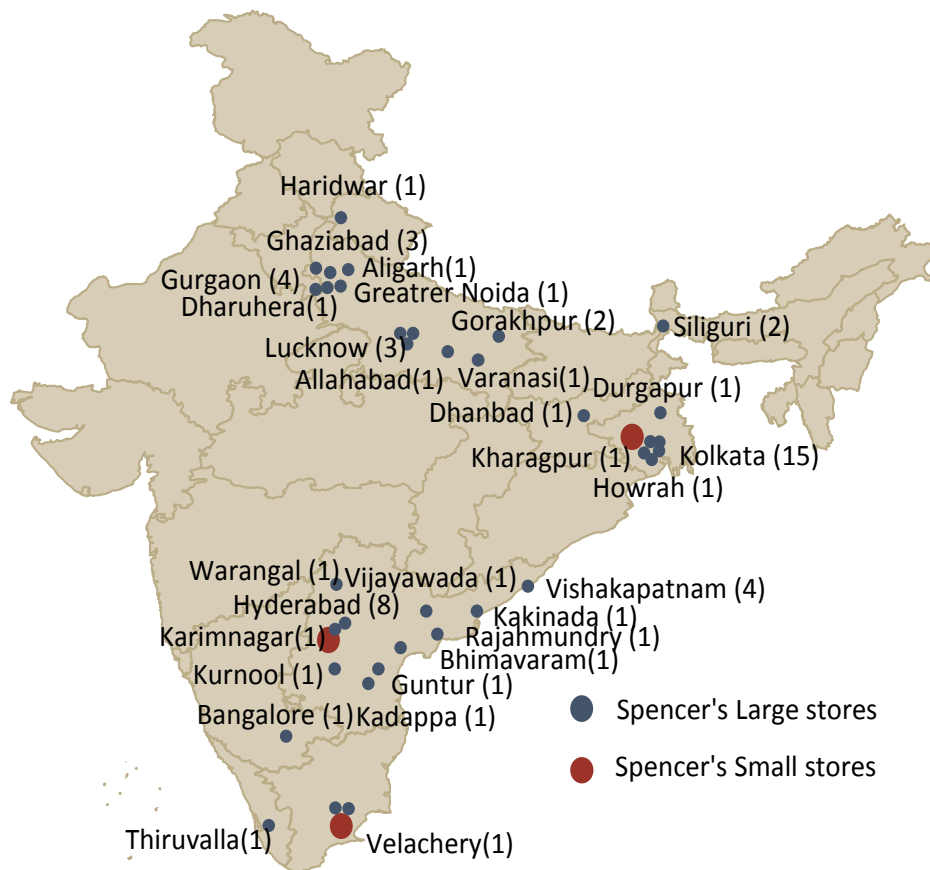 Haridwar (1)
Ghaziabad (3)
Gurgaon (4)
Aligarh(1)
Dharuhera(1)
Greatrer Noida (1)
Gorakhpur (2)
Siliguri (2)
Lucknow (3)
Allahabad(1)
Varanasi(1)
Durgapur (1)
Dhanbad (1)
Kharagpur (1)
Kolkata (15)
Howrah (1)
Warangal (1)
Vijayawada (1)
Vishakapatnam (4)
Hyderabad (8)
Kakinada (1)
Karimnagar(1)
Rajahmundry (1)
Bhimavaram(1)
Kurnool (1)
Guntur (1)
Bangalore (1)
Kadappa (1)
Spencer's Large stores
Spencer's Small stores
Thiruvalla(1)
Velachery(1)